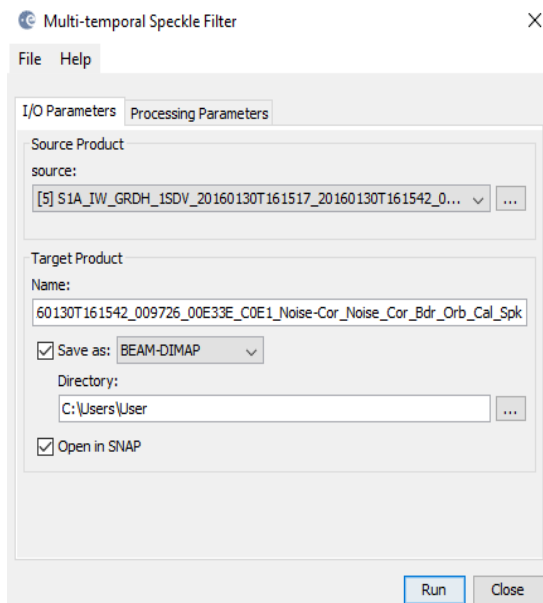 Multi-temporal Speckle Filter
File Help
I/O Parameters Processing Parameters
Source Product
source:
[5] S1A_IW_GRDH_1SDV_20160130T161517_20160130T161542_0... ...
Target Product
Name:
60130T161542_009726_00E33E_C0E1_Noise-Cor_Noise_Cor_Bdr_Orb_Cal_Spk
Save as: BEAM-DIMAP
Directory:
C:\Users\User ...
Open in SNAP
Run Close